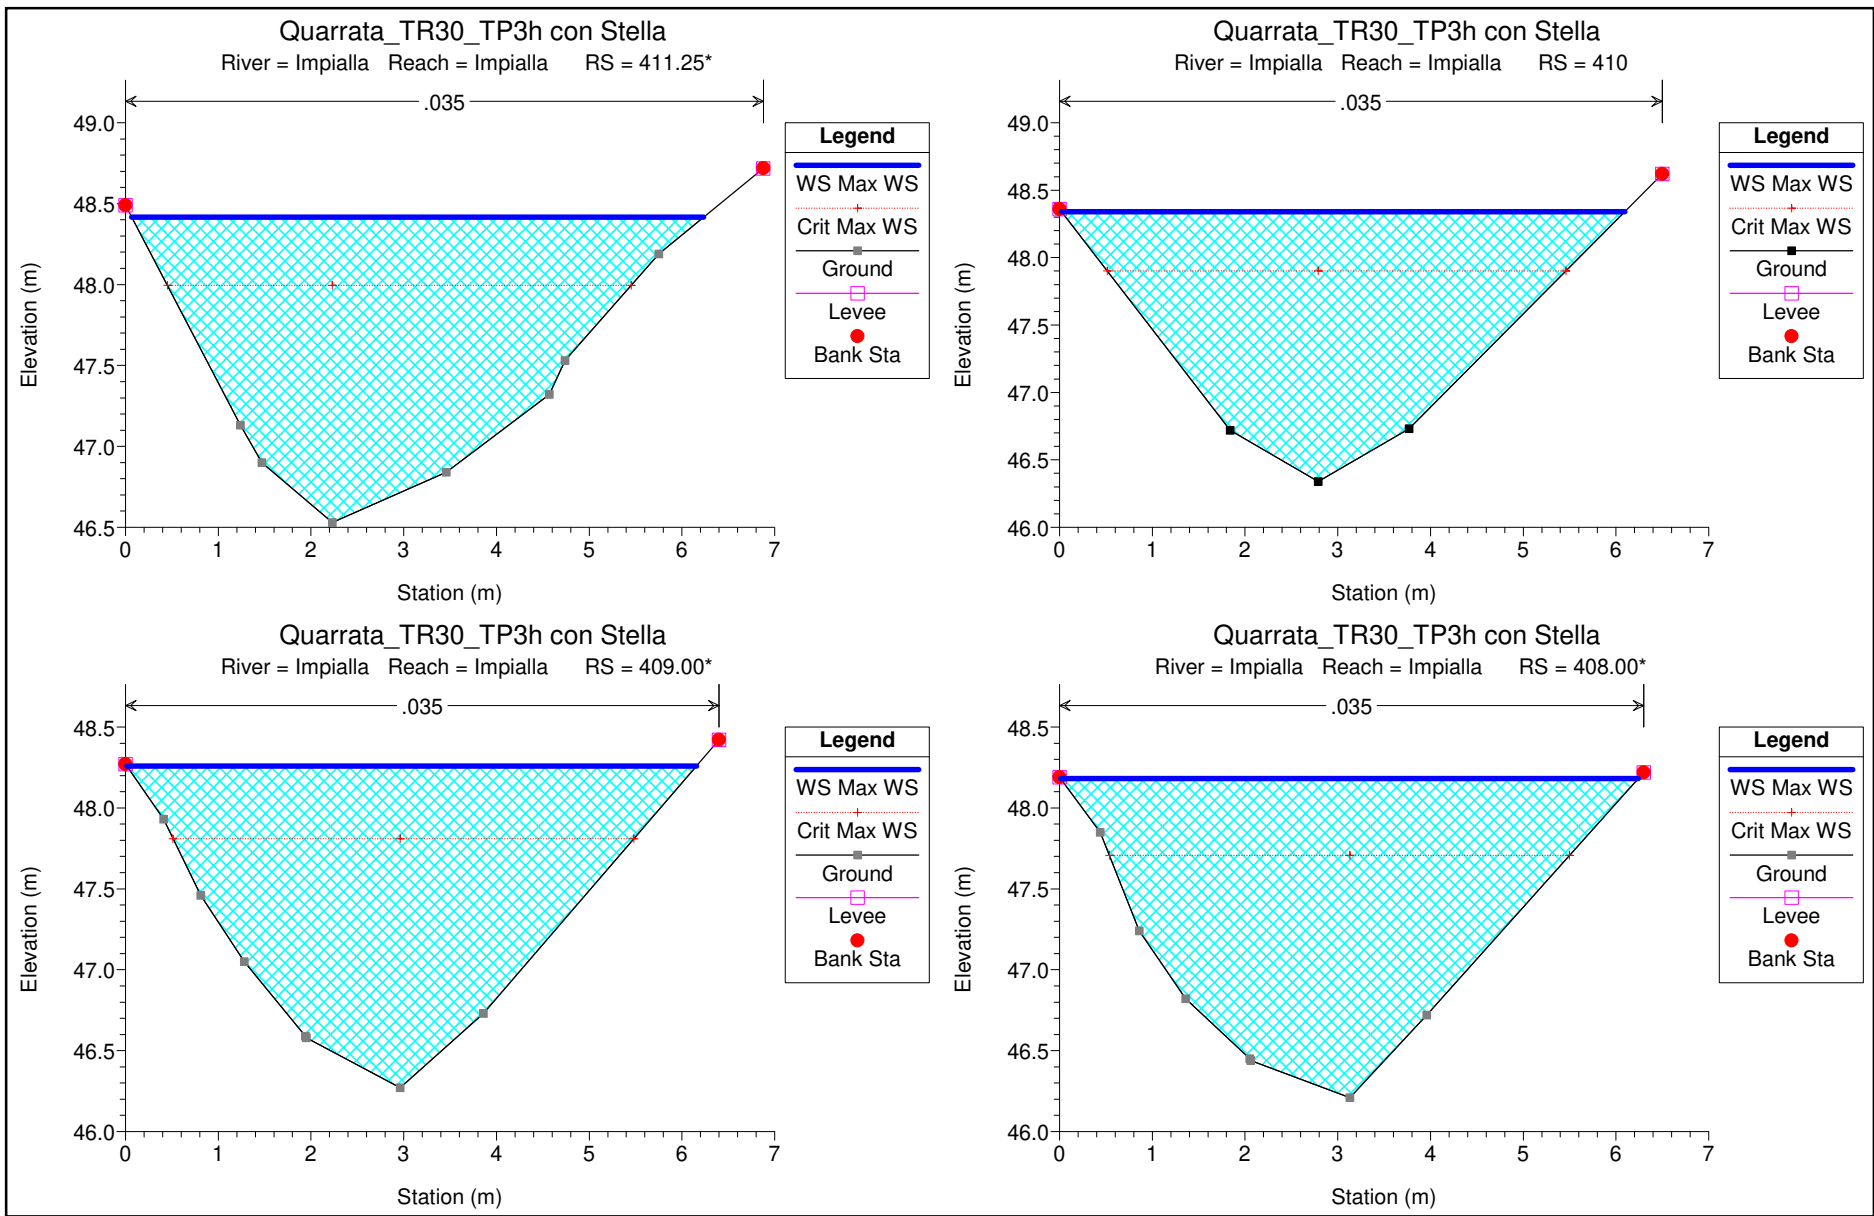 Quarrata_TR30_TP3h con Stella
River = Impialla Reach = Impialla RS = 411.25*
.035
49.0
48.5
48.0
47.5
47.0
46.5
0 1 2 3 4 5 6 7
Elevation (m)
Station (m)
Legend
WS Max WS
Crit Max WS
Ground
Levee
Bank Sta
Quarrata_TR30_TP3h con Stella
River = Impialla Reach = Impialla RS = 410
.035
49.0
48.5
48.0
47.5
47.0
46.5
46.0
0 1 2 3 4 5 6 7
Elevation (m)
Station (m)
Legend
WS Max WS
Crit Max WS
Ground
Levee
Bank Sta
Quarrata_TR30_TP3h con Stella
River = Impialla Reach = Impialla RS = 409.00*
.035
48.5
48.0
47.5
47.0
46.5
46.0
0 1 2 3 4 5 6 7
Elevation (m)
Station (m)
Legend
WS Max WS
Crit Max WS
Ground
Levee
Bank Sta
Quarrata_TR30_TP3h con Stella
River = Impialla Reach = Impialla RS = 408.00*
.035
48.5
48.0
47.5
47.0
46.5
46.0
0 1 2 3 4 5 6 7
Elevation (m)
Station (m)
Legend
WS Max WS
Crit Max WS
Ground
Levee
Bank Sta